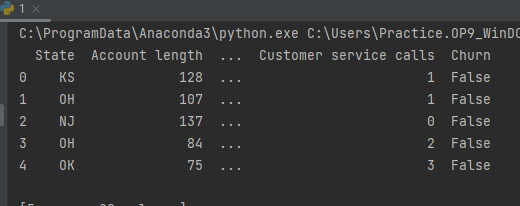 1
C:\ProgramData\Anaconda3\python.exe C:\Users\Practice.OP9_WinDC
State Account length ... Customer service calls Churn
0 KS 128 ... 1 False
1 OH 107 ... 1 False
2 NJ 137 ... 0 False
3 OH 84 ... 2 False
4 OK 75 ... 3 False